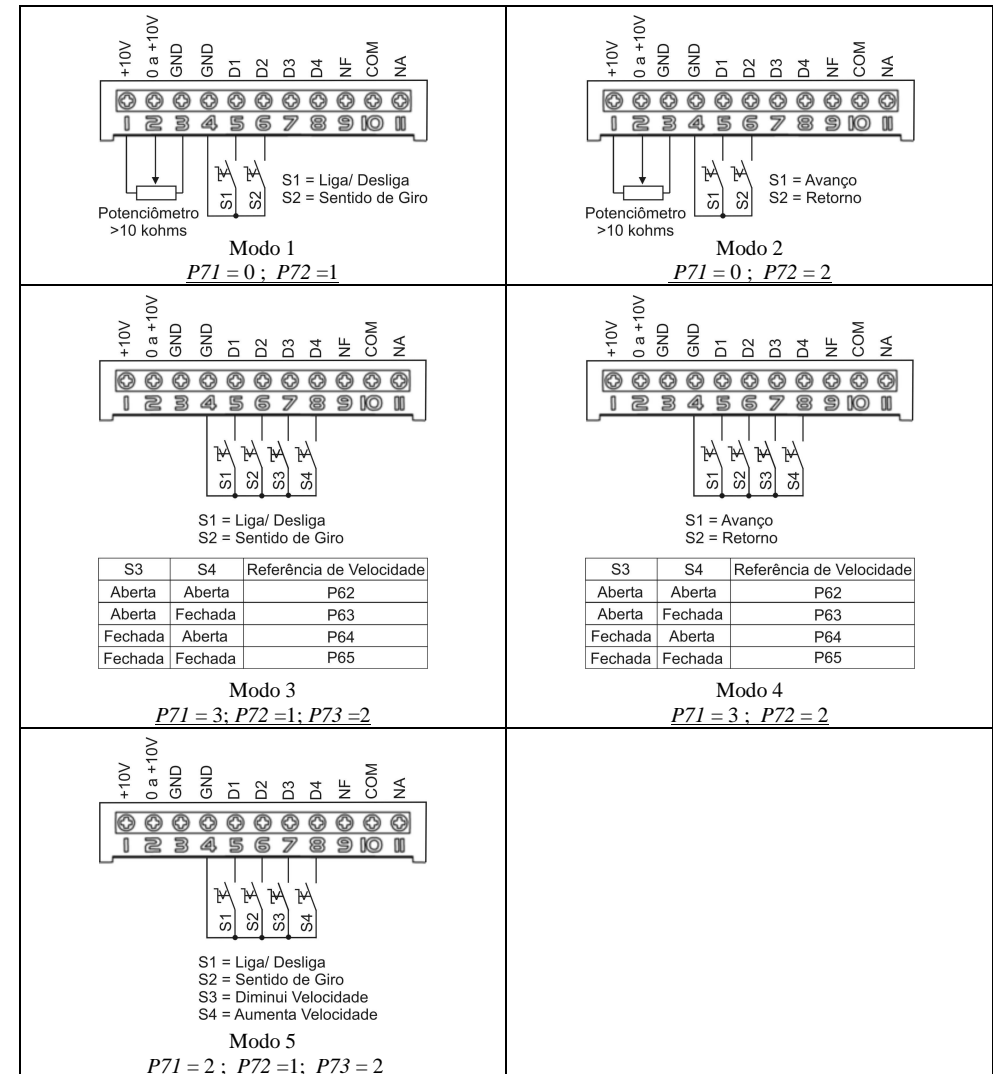 +10V
0 a +10V
GND
GND
D1
D2
D3
D4
NF
COM
NA
1 2 3 4 5 6 7 8 9 10 11
S1
S2
S1 = Liga/ Desliga
S2 = Sentido de Giro
Potenciômetro
>10 kohms
Modo 1
P71 = 0 ; P72 =1
+10V
0 a +10V
GND
GND
D1
D2
D3
D4
NF
COM
NA
1 2 3 4 5 6 7 8 9 10 11
S1
S2
S1 = Avanço
S2 = Retorno
Potenciômetro
>10 kohms
Modo 2
P71 = 0 ; P72 = 2
+10V
0 a +10V
GND
GND
D1
D2
D3
D4
NF
COM
NA
1 2 3 4 5 6 7 8 9 10 11
S1
S2
S3
S4
S1 = Liga/ Desliga
S2 = Sentido de Giro
S3 S4 Referência de Velocidade
Aberta Aberta P62
Aberta Fechada P63
Fechada Aberta P64
Fechada Fechada P65
Modo 3
P71 = 3; P72 =1; P73 =2
+10V
0 a +10V
GND
GND
D1
D2
D3
D4
NF
COM
NA
1 2 3 4 5 6 7 8 9 10 11
S1
S2
S3
S4
S1 = Avanço
S2 = Retorno
S3 S4 Referência de Velocidade
Aberta Aberta P62
Aberta Fechada P63
Fechada Aberta P64
Fechada Fechada P65
Modo 4
P71 = 3 ; P72 = 2
+10V
0 a +10V
GND
GND
D1
D2
D3
D4
NF
COM
NA
1 2 3 4 5 6 7 8 9 10 11
S1
S2
S3
S4
S1 = Liga/ Desliga
S2 = Sentido de Giro
S3 = Diminui Velocidade
S4 = Aumenta Velocidade
Modo 5
P71 = 2 ; P72 =1; P73 = 2